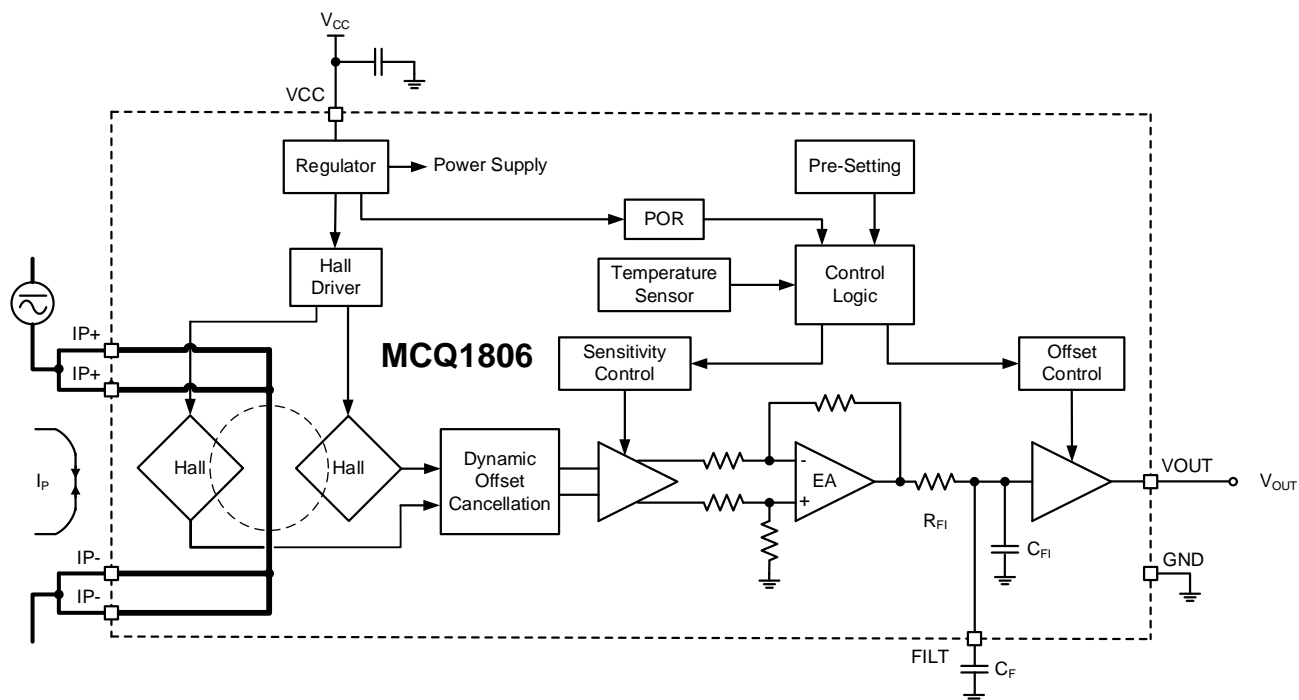 VCC
VCC
Regulator
Power Supply
Pre-Setting
POR
Hall
Driver
Temperature
Sensor
Control
Logic
IP+
IP+
MCQ1806
Sensitivity
Control
Offset
Control
Hall
Hall
Dynamic
Offset
Cancellation
-
+
EA
VOUT
VOUT
IP
RFI
CFI
IP-
IP-
GND
FILT
CF